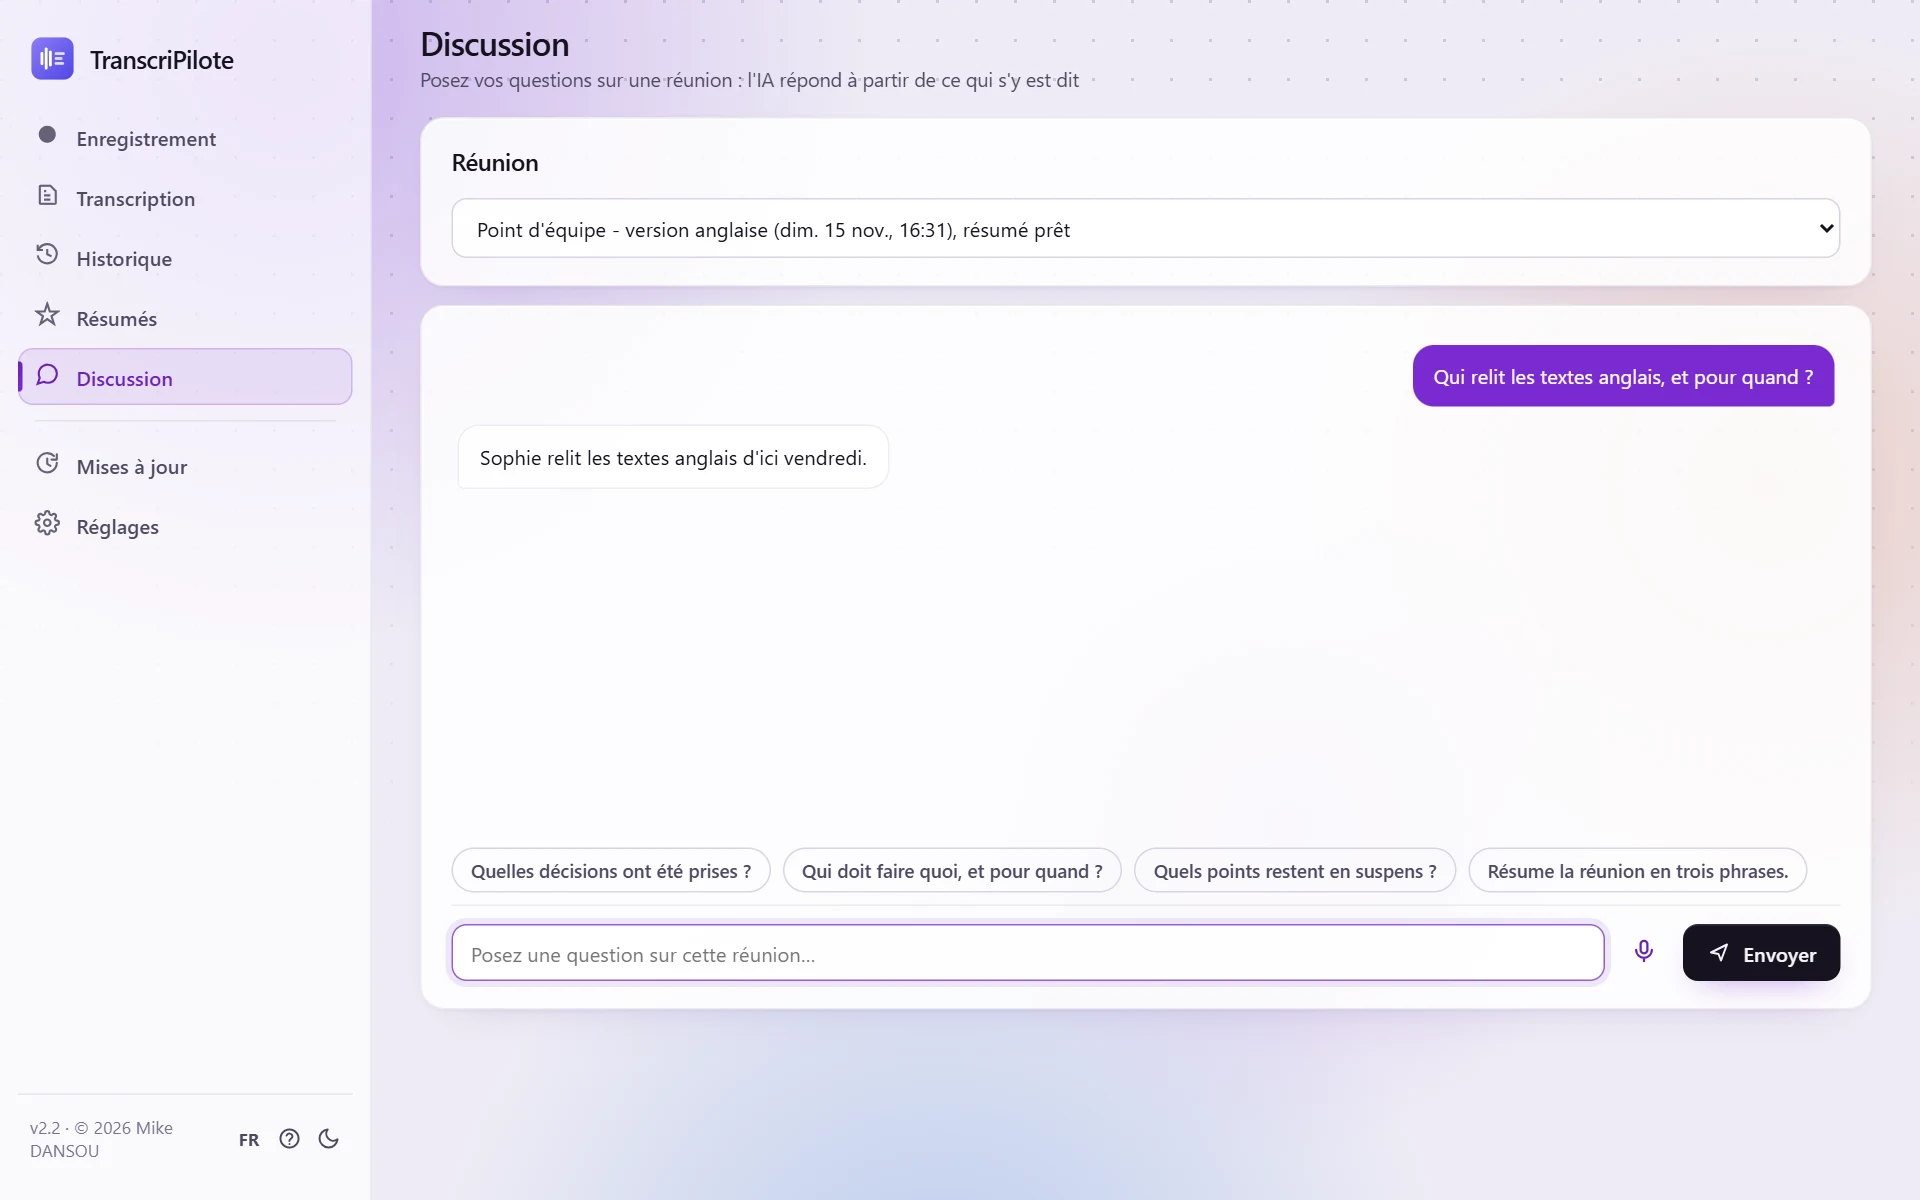 TranscriPilote
Enregistrement
Transcription
Historique
Résumés
Discussion
Mises à jour
Réglages
v2.2 · © 2026 Mike
DANSOU
FR
Discussion
Posez vos questions sur une réunion : l'IA répond à partir de ce qui s'y est dit
Réunion
Point d'équipe - version anglaise (dim. 15 nov., 16:31), résumé prêt
Qui relit les textes anglais, et pour quand ?
Sophie relit les textes anglais d'ici vendredi.
Quelles décisions ont été prises ?
Qui doit faire quoi, et pour quand ?
Quels points restent en suspens ?
Résume la réunion en trois phrases.
Posez une question sur cette réunion...
Envoyer